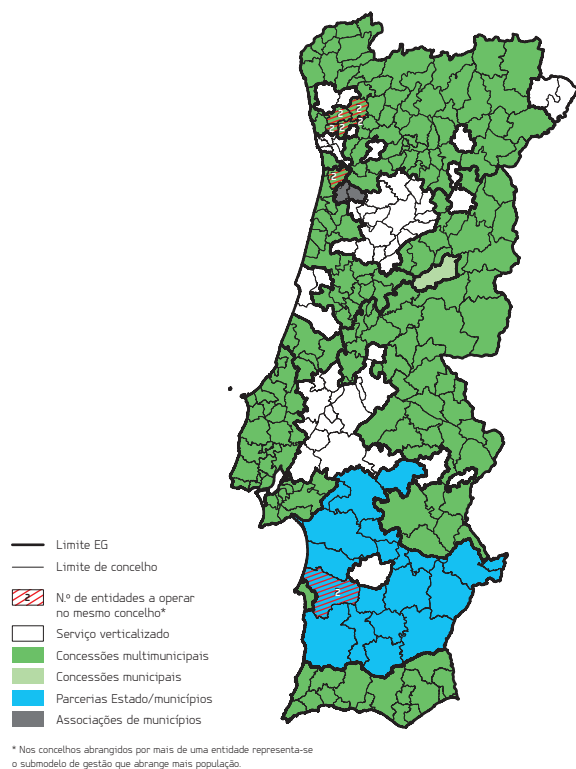 2
2
2
2
2
2
2
Limite EG
Limite de concelho
2
N.º de entidades a operar
no mesmo concelho*
Serviço verticalizado
Concessões multimunicipais
Concessões municipais
Parcerias Estado/municípios
Associações de municípios
* Nos concelhos abrangidos por mais de uma entidade representa-se
o submodelo de gestão que abrange mais população.